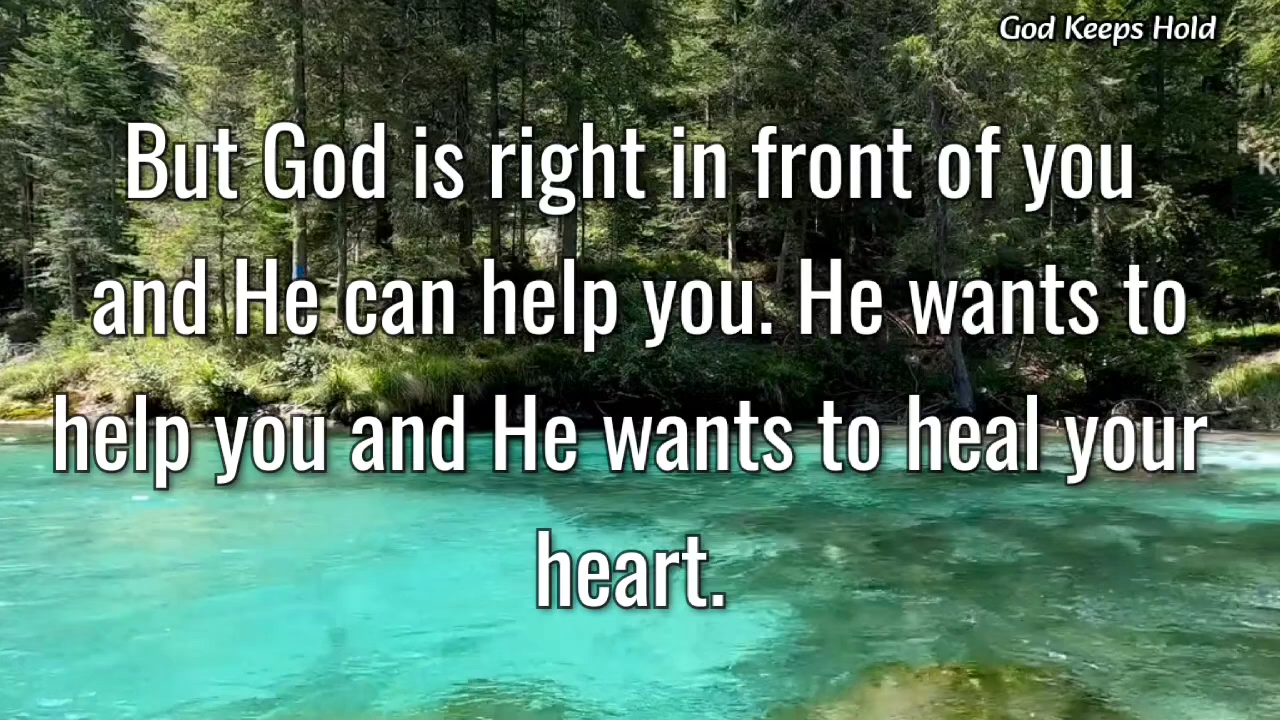 God Keeps Hold
But God is right in front of you
and He can help you. He wants to
help you and He wants to heal your
heart.